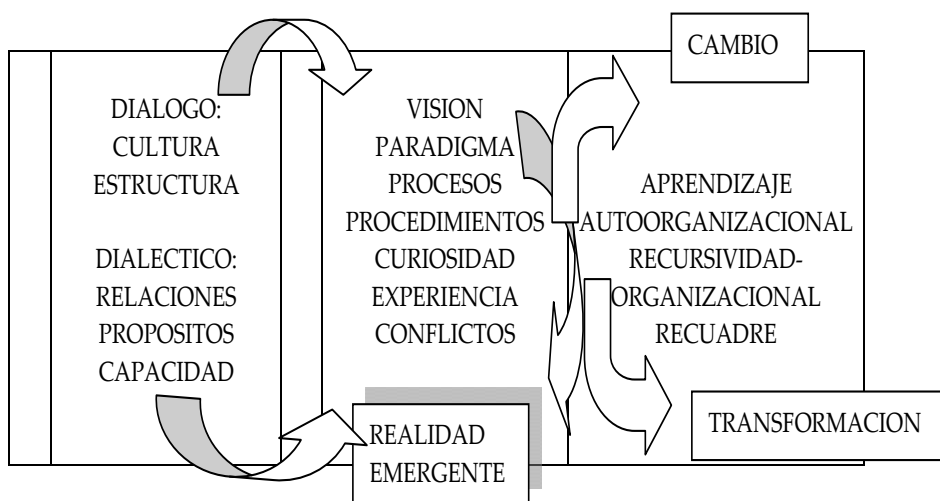 CAMBIO
DIALOGO:
CULTURA
ESTRUCTURA
DIALECTICO:
RELACIONES
PROPOSITOS
CAPACIDAD
VISION
PARADIGMA
PROCESOS
PROCEDIMIENTOS
CURIOSIDAD
EXPERIENCIA
CONFLICTOS
APRENDIZAJE
AUTOORGANIZACIONAL
RECURSIVIDAD-
ORGANIZACIONAL
RECUADRE
REALIDAD
EMERGENTE
TRANSFORMACION